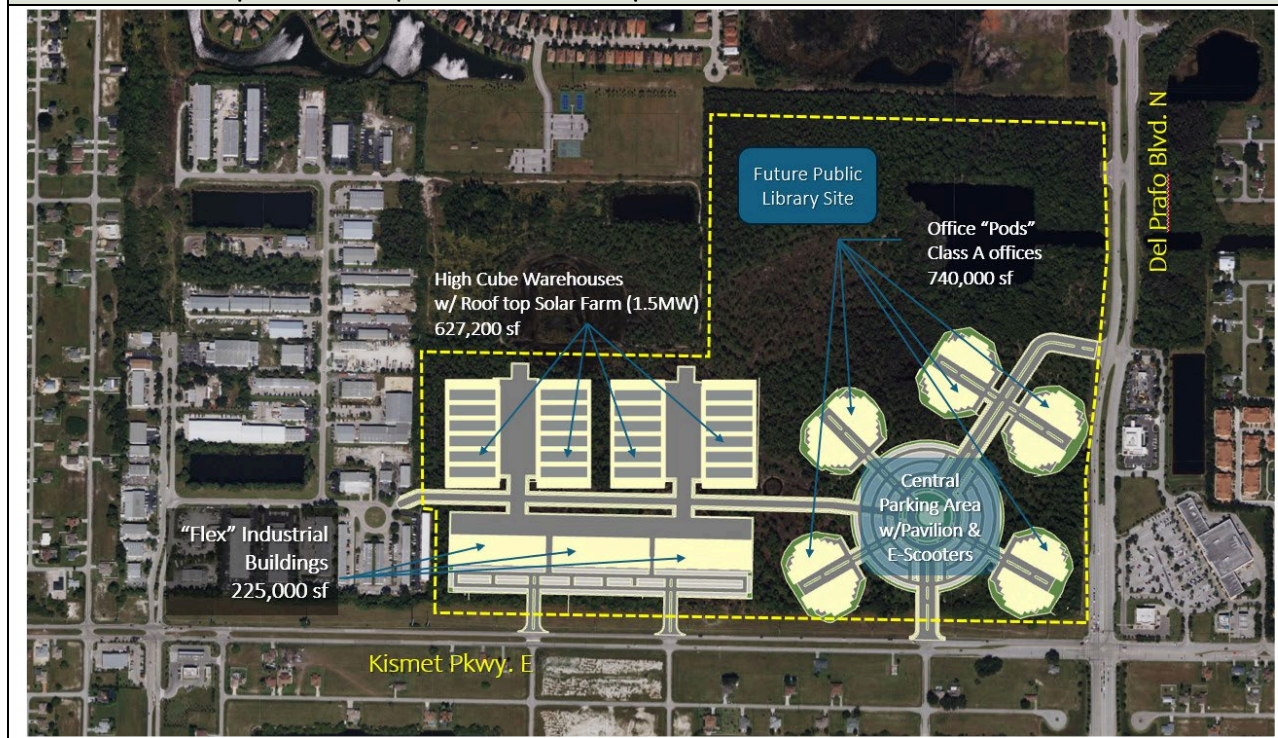 Future Public
Library Site
Office “Pods”
Class A offices
740,000 sf
Del Prafo Blvd. N
High Cube Warehouses
w/ Roof top Solar Farm (1.5MW)
627,200 sf
Central
Parking Area
w/Pavilion &
E-Scooters
“Flex” Industrial
Buildings
225,000 sf
Kismet Pkwy. E